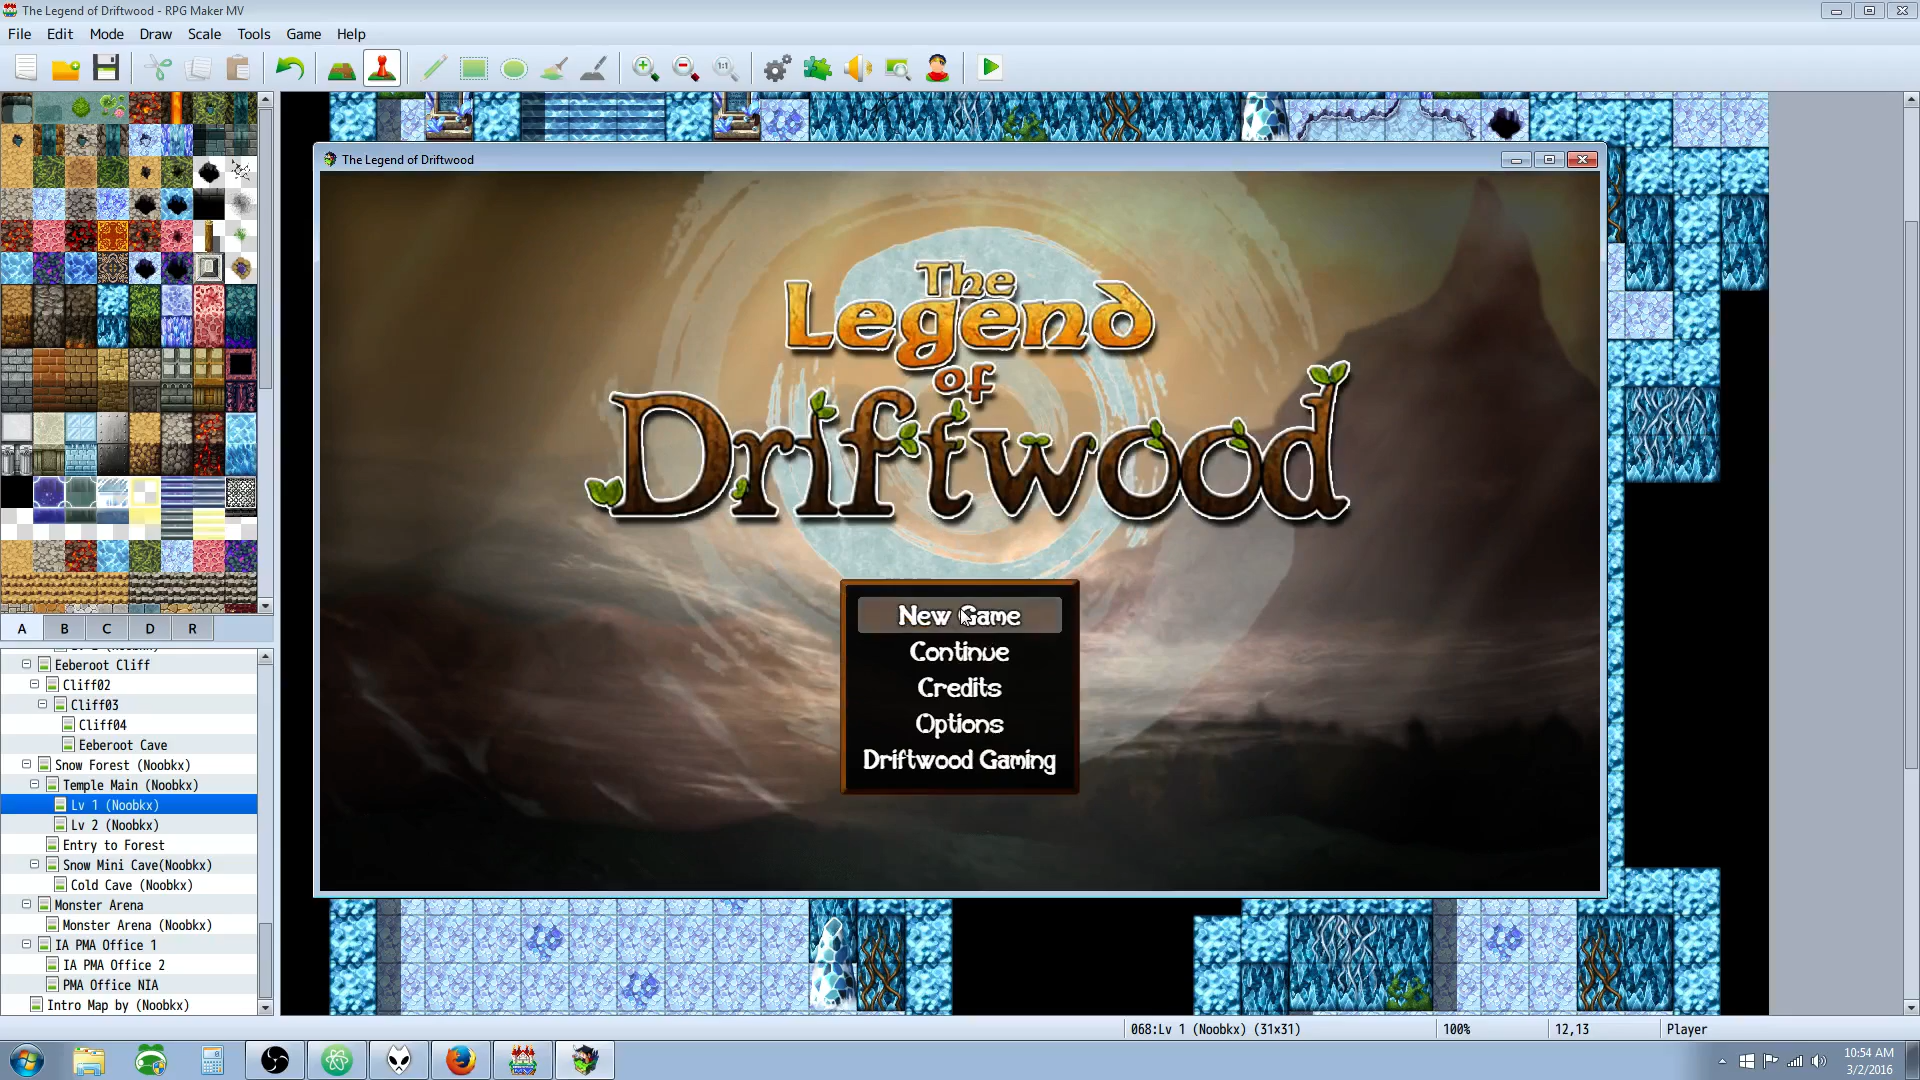 The Legend of Driftwood - RPG Maker MV
File Edit Mode Draw Scale Tools Game Help
1:1
The Legend of Driftwood
The
Legend
of
Driftwood
New Game
Continue
Credits
Options
Driftwood Gaming
A B C D R
Eeberoot Cliff
Cliff02
Cliff03
Cliff04
Eeberoot Cave
Snow Forest (Noobkx)
Temple Main (Noobkx)
Lv 1 (Noobkx)
Lv 2 (Noobkx)
Entry to Forest
Snow Mini Cave(Noobkx)
Cold Cave (Noobkx)
Monster Arena
Monster Arena (Noobkx)
IA PMA Office 1
IA PMA Office 2
PMA Office NIA
Intro Map by (Noobkx)
068:Lv 1 (Noobkx) (31x31) 100% 12,13 Player
10:54 AM
3/2/2016